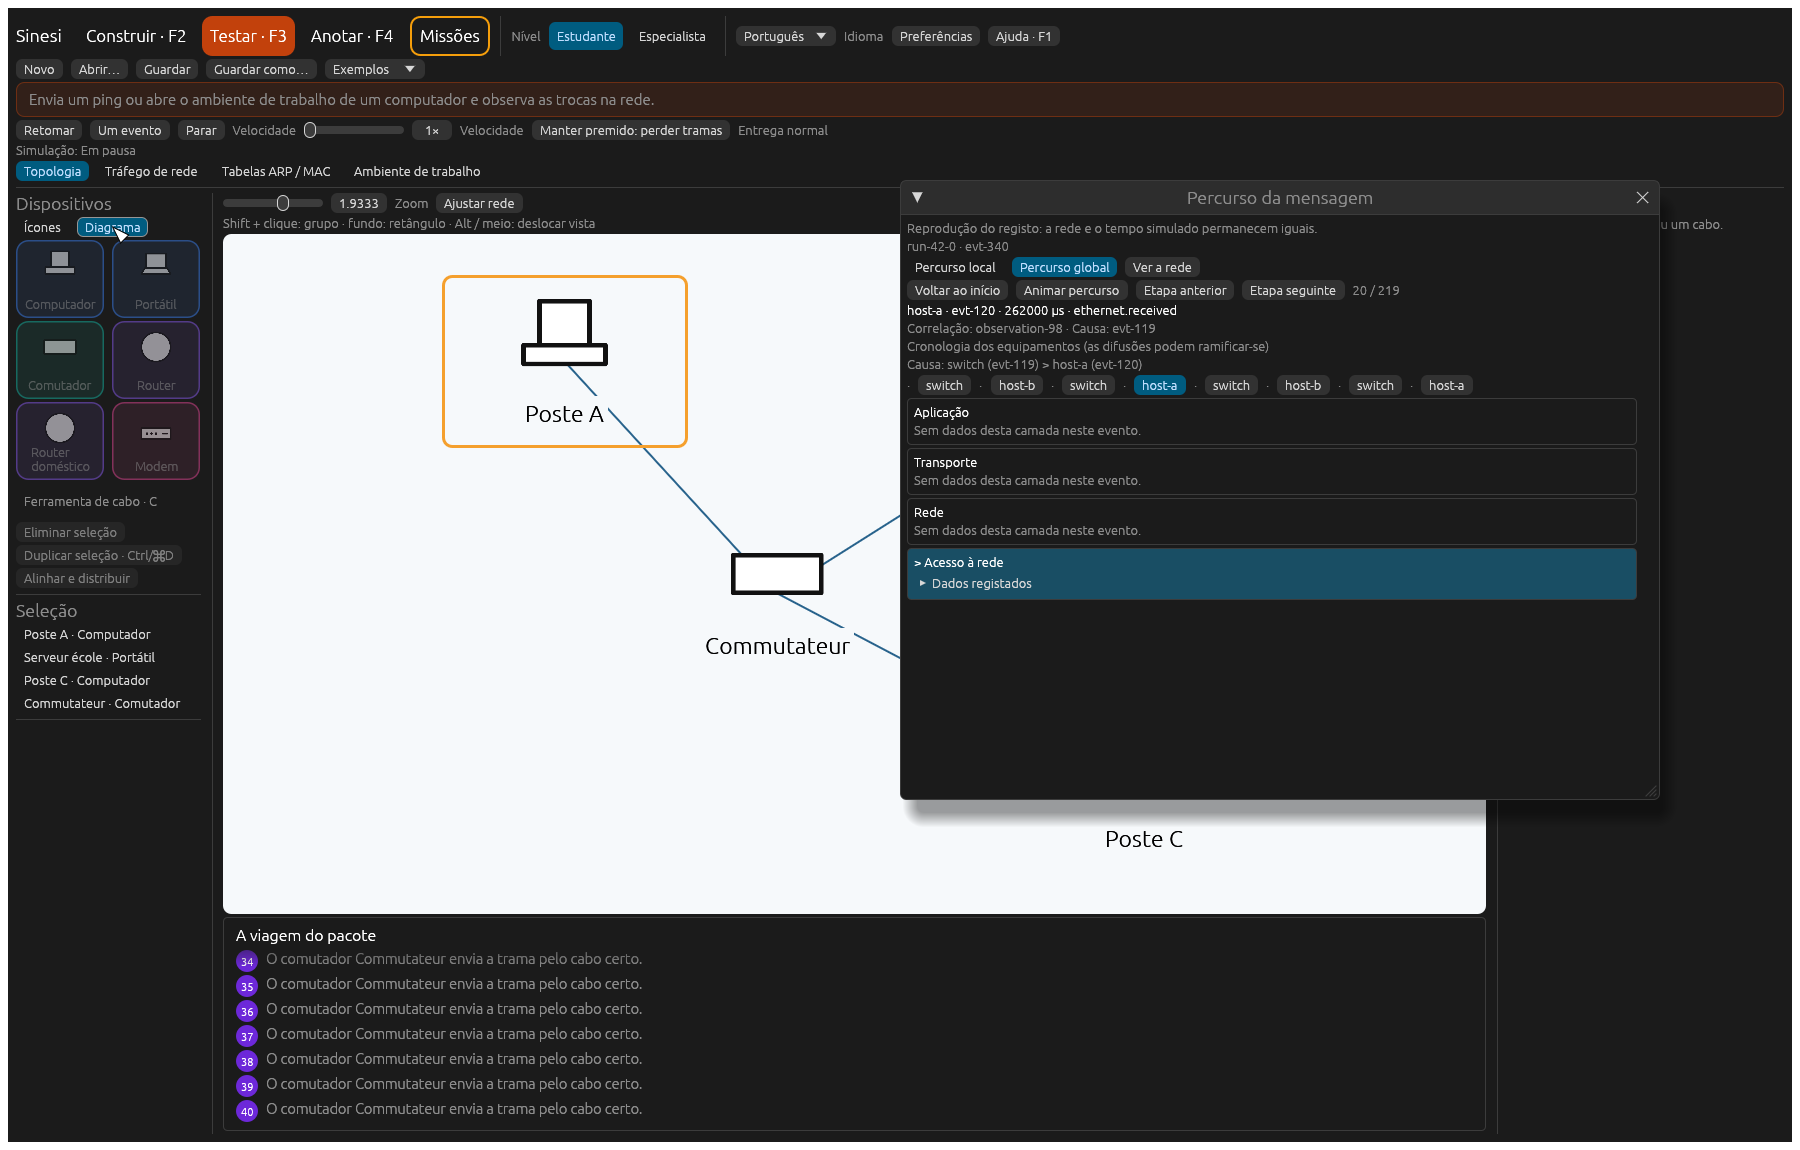 Sinesi Construir · F2 Testar · F3 Anotar · F4 Missões Nível Estudante Especialista Português Idioma Preferências Ajuda · F1
Novo Abrir… Guardar Guardar como… Exemplos
Envia um ping ou abre o ambiente de trabalho de um computador e observa as trocas na rede.
Retomar Um evento Parar Velocidade 1× Velocidade Manter premido: perder tramas Entrega normal
Simulação: Em pausa
Topologia Tráfego de rede Tabelas ARP / MAC Ambiente de trabalho
Dispositivos
Ícones Diagrama
Computador Portátil
Comutador Router
Router doméstico Modem
Ferramenta de cabo · C
Eliminar seleção
Duplicar seleção · Ctrl/⌘D
Alinhar e distribuir
Seleção
Poste A · Computador
Serveur école · Portátil
Poste C · Computador
Commutateur · Comutador
1.9333 Zoom Ajustar rede
Shift + clique: grupo · fundo: retângulo · Alt / meio: deslocar vista
Poste A
Commutateur
Poste C
Percurso da mensagem
Reprodução do registo: a rede e o tempo simulado permanecem iguais.
run-42-0 · evt-340
Percurso local Percurso global Ver a rede
Voltar ao início Animar percurso Etapa anterior Etapa seguinte 20 / 219
host-a · evt-120 · 262000 µs · ethernet.received
Correlação: observation-98 · Causa: evt-119
Cronologia dos equipamentos (as difusões podem ramificar-se)
Causa: switch (evt-119) > host-a (evt-120)
· switch · host-b · switch · host-a · switch · host-b · switch · host-a
Aplicação
Sem dados desta camada neste evento.
Transporte
Sem dados desta camada neste evento.
Rede
Sem dados desta camada neste evento.
> Acesso à rede
Dados registados
u um cabo.
A viagem do pacote
34 O comutador Commutateur envia a trama pelo cabo certo.
35 O comutador Commutateur envia a trama pelo cabo certo.
36 O comutador Commutateur envia a trama pelo cabo certo.
37 O comutador Commutateur envia a trama pelo cabo certo.
38 O comutador Commutateur envia a trama pelo cabo certo.
39 O comutador Commutateur envia a trama pelo cabo certo.
40 O comutador Commutateur envia a trama pelo cabo certo.